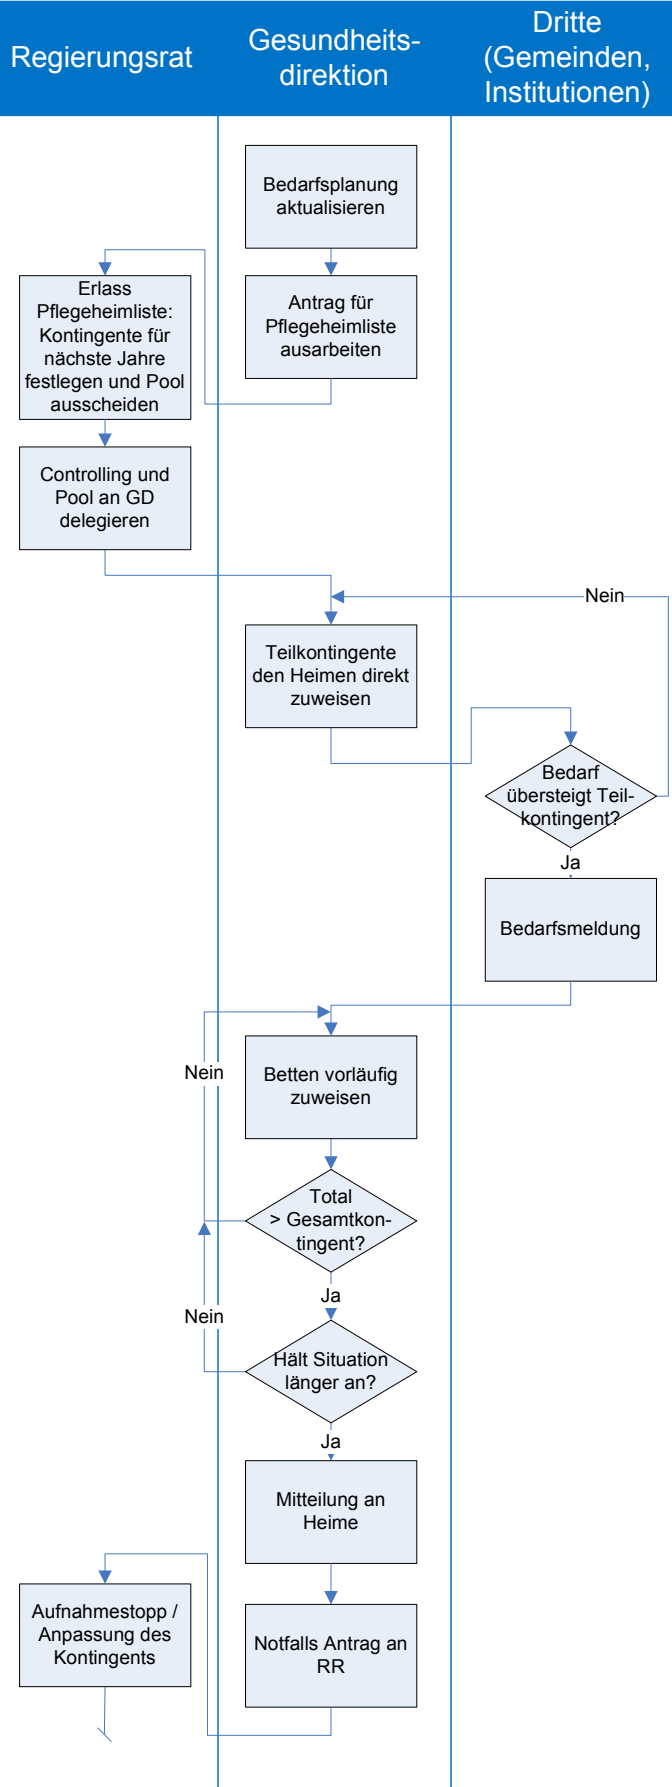 Regierungsrat
Gesundheits-
direktion
Dritte
(Gemeinden,
Institutionen)
Bedarfsplanung
aktualisieren
Antrag für
Pflegeheimliste
ausarbeiten
Erlass
Pflegeheimliste:
Kontingente für
nächste Jahre
festlegen und Pool
ausscheiden
Controlling und
Pool an GD
delegieren
Nein
Teilkontingente
den Heimen direkt
zuweisen
Bedarf
übersteigt Teil-
kontingent?
Ja
Bedarfsmeldung
Nein
Betten vorläufig
zuweisen
Total
> Gesamtkon-
tingent?
Ja
Nein
Hält Situation
länger an?
Ja
Mitteilung an
Heime
Notfalls Antrag an
RR
Aufnahmestopp /
Anpassung des
Kontingents